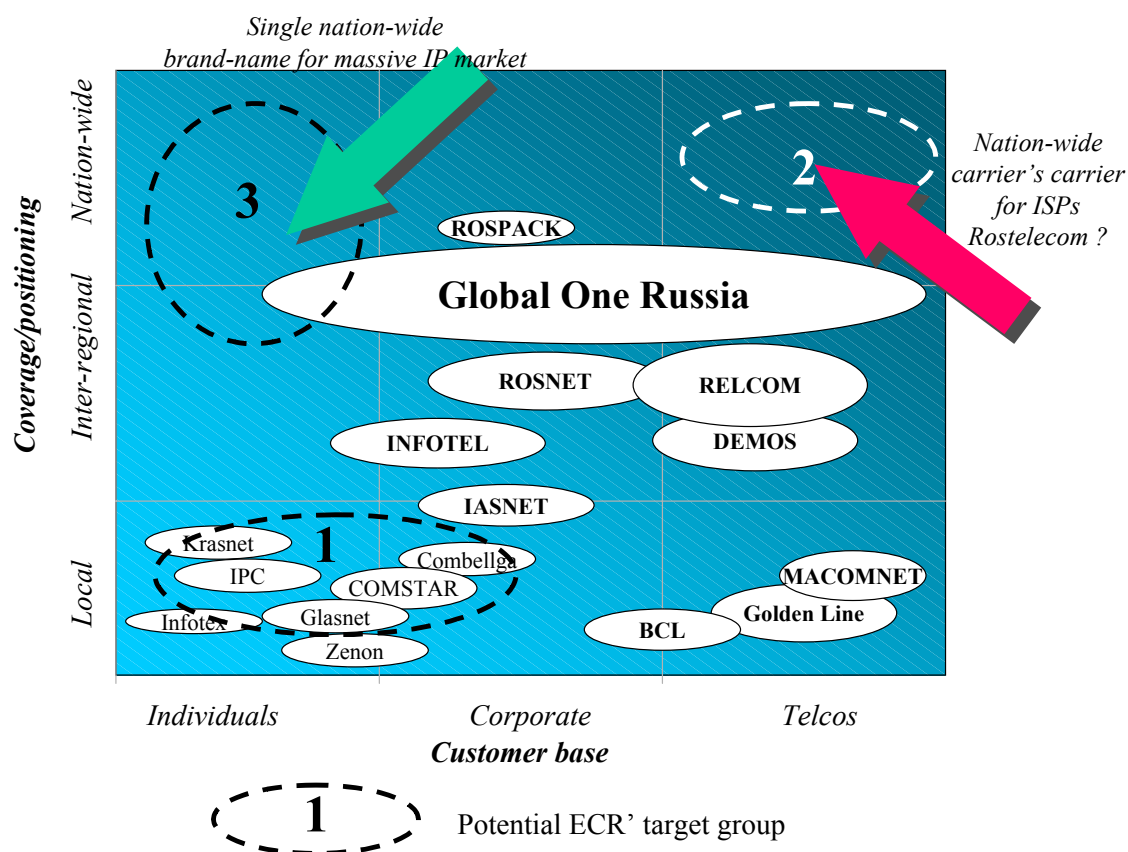 Single nation-wide
brand-name for massive IP market
Nation-wide
3
2
Nation-wide
carrier's carrier
for ISPs
Rostelecom ?
ROSPACK
Global One Russia
Coverage/positioning
Inter-regional
ROSNET
RELCOM
INFOTEL
DEMOS
IASNET
Local
Krasnet
1
Combellga
IPC
COMSTAR
MACOMNET
Infotex
Glasnet
BCL
Golden Line
Zenon
Individuals
Corporate
Telcos
Customer base
1
Potential ECR' target group